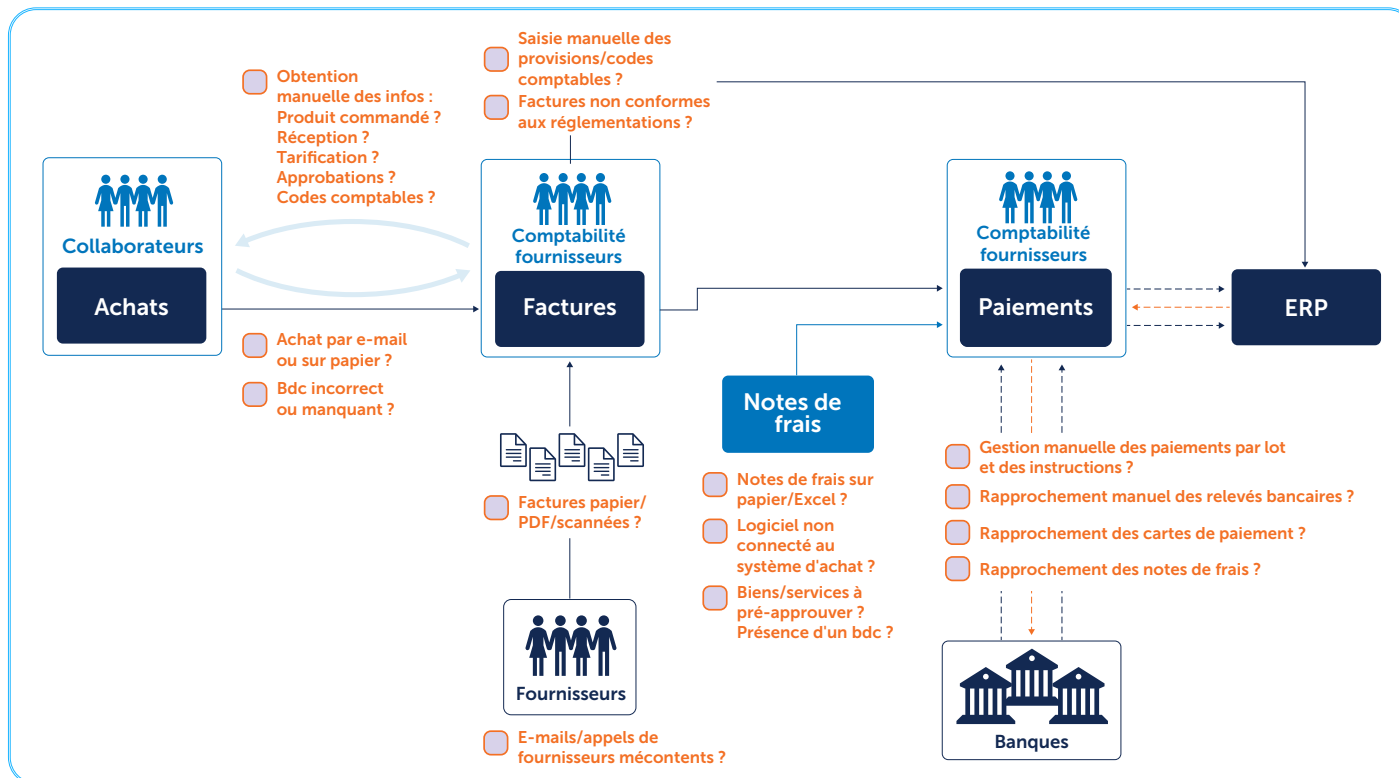 Saisie manuelle des
provisions/codes
comptables ?
Factures non conformes
aux réglementations ?
Obtention
manuelle des infos :
Produit commandé ?
Réception ?
Tarification ?
Approbations ?
Codes comptables ?
Collaborateurs
Achats
Comptabilité
fournisseurs
Factures
Comptabilité
fournisseurs
Paiements
ERP
Achat par e-mail
ou sur papier ?
Bdc incorrect
ou manquant ?
Notes de
frais
Factures papier/
PDF/scannées ?
Notes de frais sur
papier/Excel ?
Logiciel non
connecté au
système d'achat ?
Biens/services à
pré-approuver ?
Présence d'un bdc ?
Gestion manuelle des paiements par lot
et des instructions ?
Rapprochement manuel des relevés bancaires ?
Rapprochement des cartes de paiement ?
Rapprochement des notes de frais ?
Fournisseurs
E-mails/appels de
fournisseurs mécontents ?
Banques